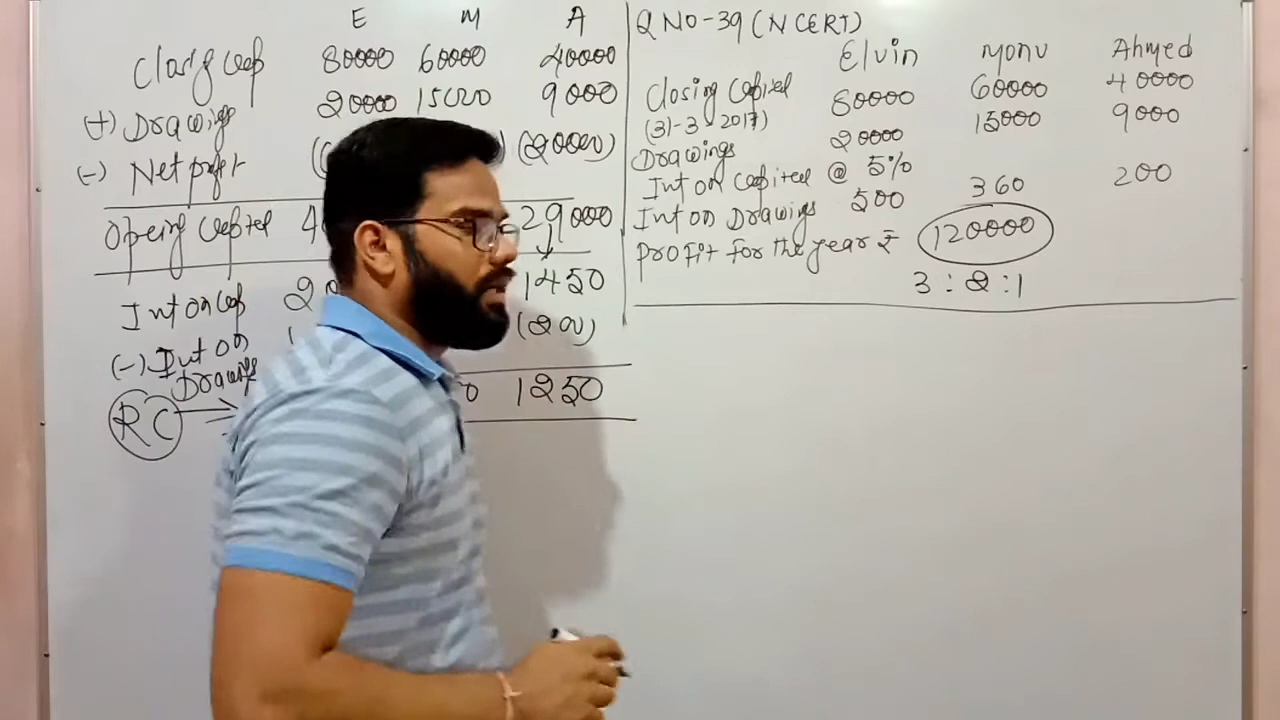 E M A
Closing Cap 80000 60000 40000
(+) Drawings 20000 15000 9000
(-) Net profit (20000)
Opening Capital 4 29000
Int on Cap 20 1450
(-) Int on Drawings (200)
RC → 0 1250
Q NO-39 (NCERT)
Elvin Monu Ahmed
Closing Capital 80000 60000 40000
(31-3-2017)
Drawings 20000 15000 9000
Int on Capital @ 5%
Int on Drawings 500 360 200
Profit for the year ₹ 120000
3 : 2 : 1